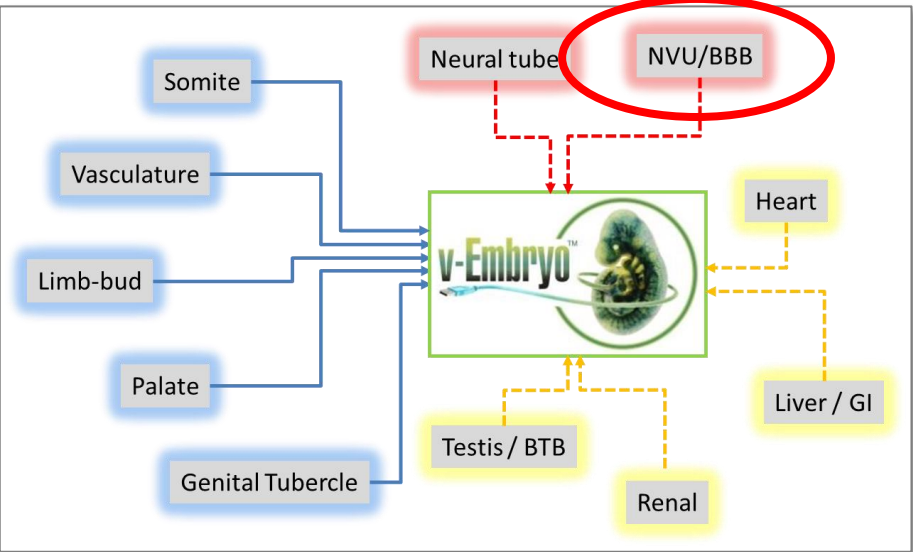 Neural tube
NVU/BBB
Somite
Vasculature
Heart
Limb-bud
v-Embryo™
Palate
Liver / GI
Testis / BTB
Genital Tubercle
Renal